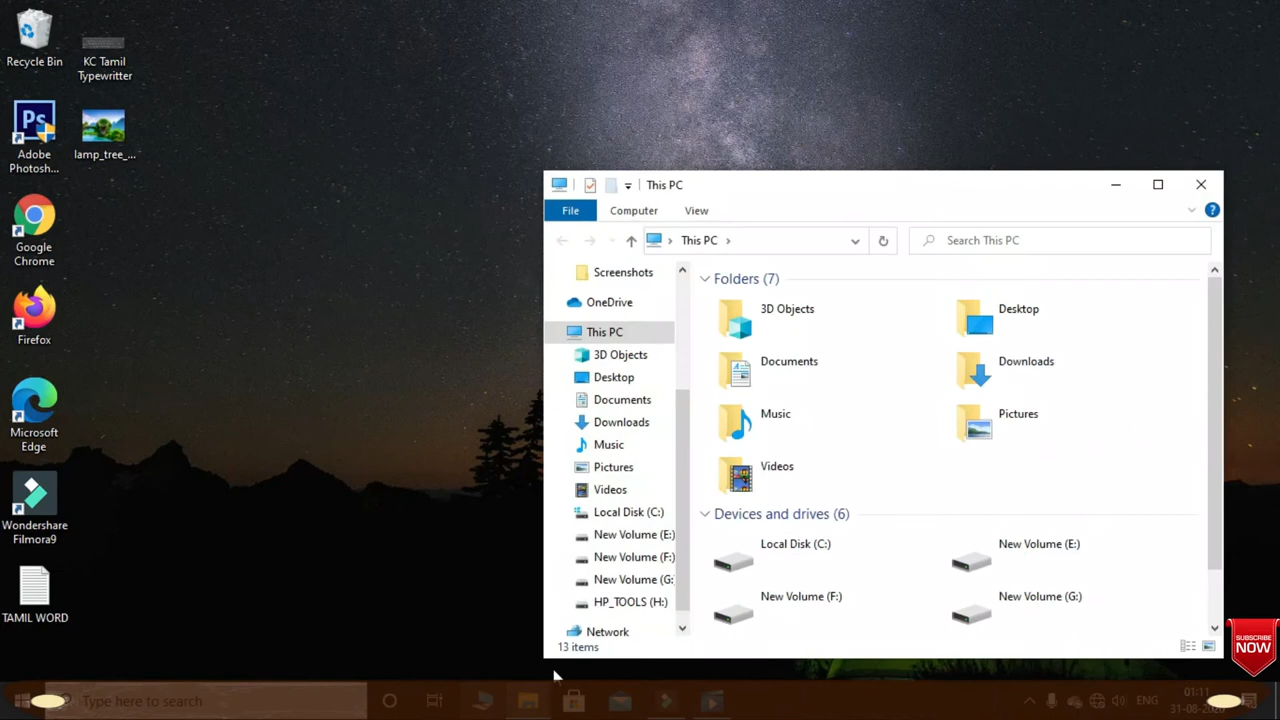 Recycle Bin
KC Tamil
Typewritter
Ps
Adobe
Photosh...
lamp_tree_...
Google
Chrome
Firefox
Microsoft
Edge
Wondershare
Filmora9
TAMIL WORD
This PC
File
Computer
View
This PC
Search This PC
Screenshots
OneDrive
This PC
3D Objects
Desktop
Documents
Downloads
Music
Pictures
Videos
Local Disk (C:)
New Volume (E:)
New Volume (F:)
New Volume (G:
HP_TOOLS (H:)
Network
Folders (7)
3D Objects
Desktop
Documents
Downloads
Music
Pictures
Videos
Devices and drives (6)
Local Disk (C:)
New Volume (E:)
New Volume (F:)
New Volume (G:)
13 items
SUBSCRIBE
NOW
Type here to search
ENG
01:11